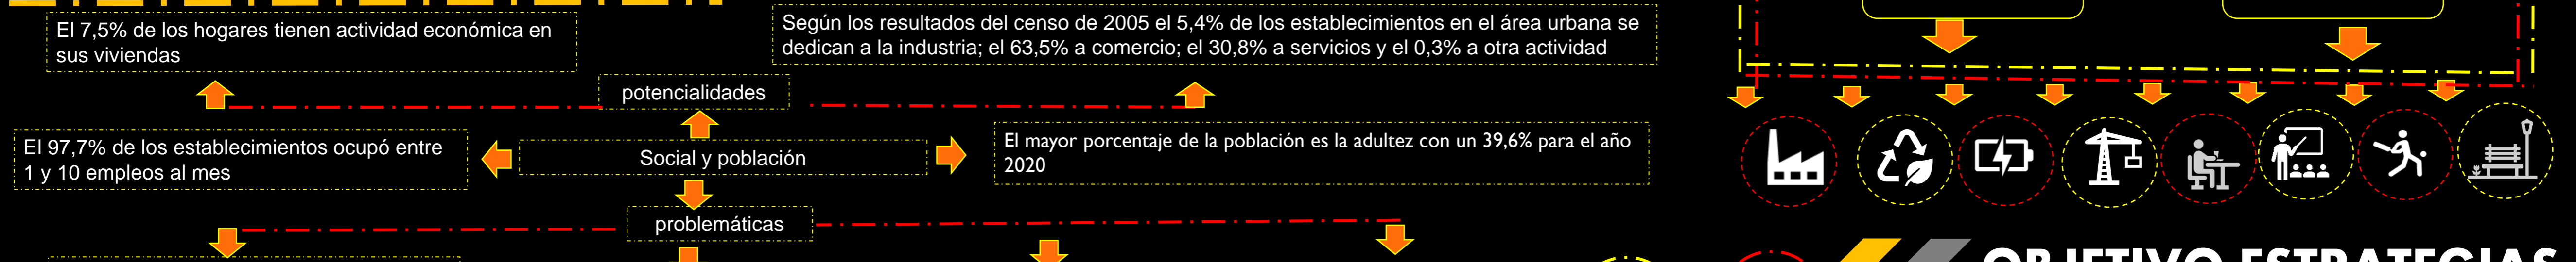 El 7,5% de los hogares tienen actividad económica en
sus viviendas
Según los resultados del censo de 2005 el 5,4% de los establecimientos en el área urbana se
dedican a la industria; el 63,5% a comercio; el 30,8% a servicios y el 0,3% a otra actividad
potencialidades
El 97,7% de los establecimientos ocupó entre
1 y 10 empleos al mes
Social y población
El mayor porcentaje de la población es la adultez con un 39,6% para el año
2020
problemáticas
OBJETIVO ESTRATEGIAS